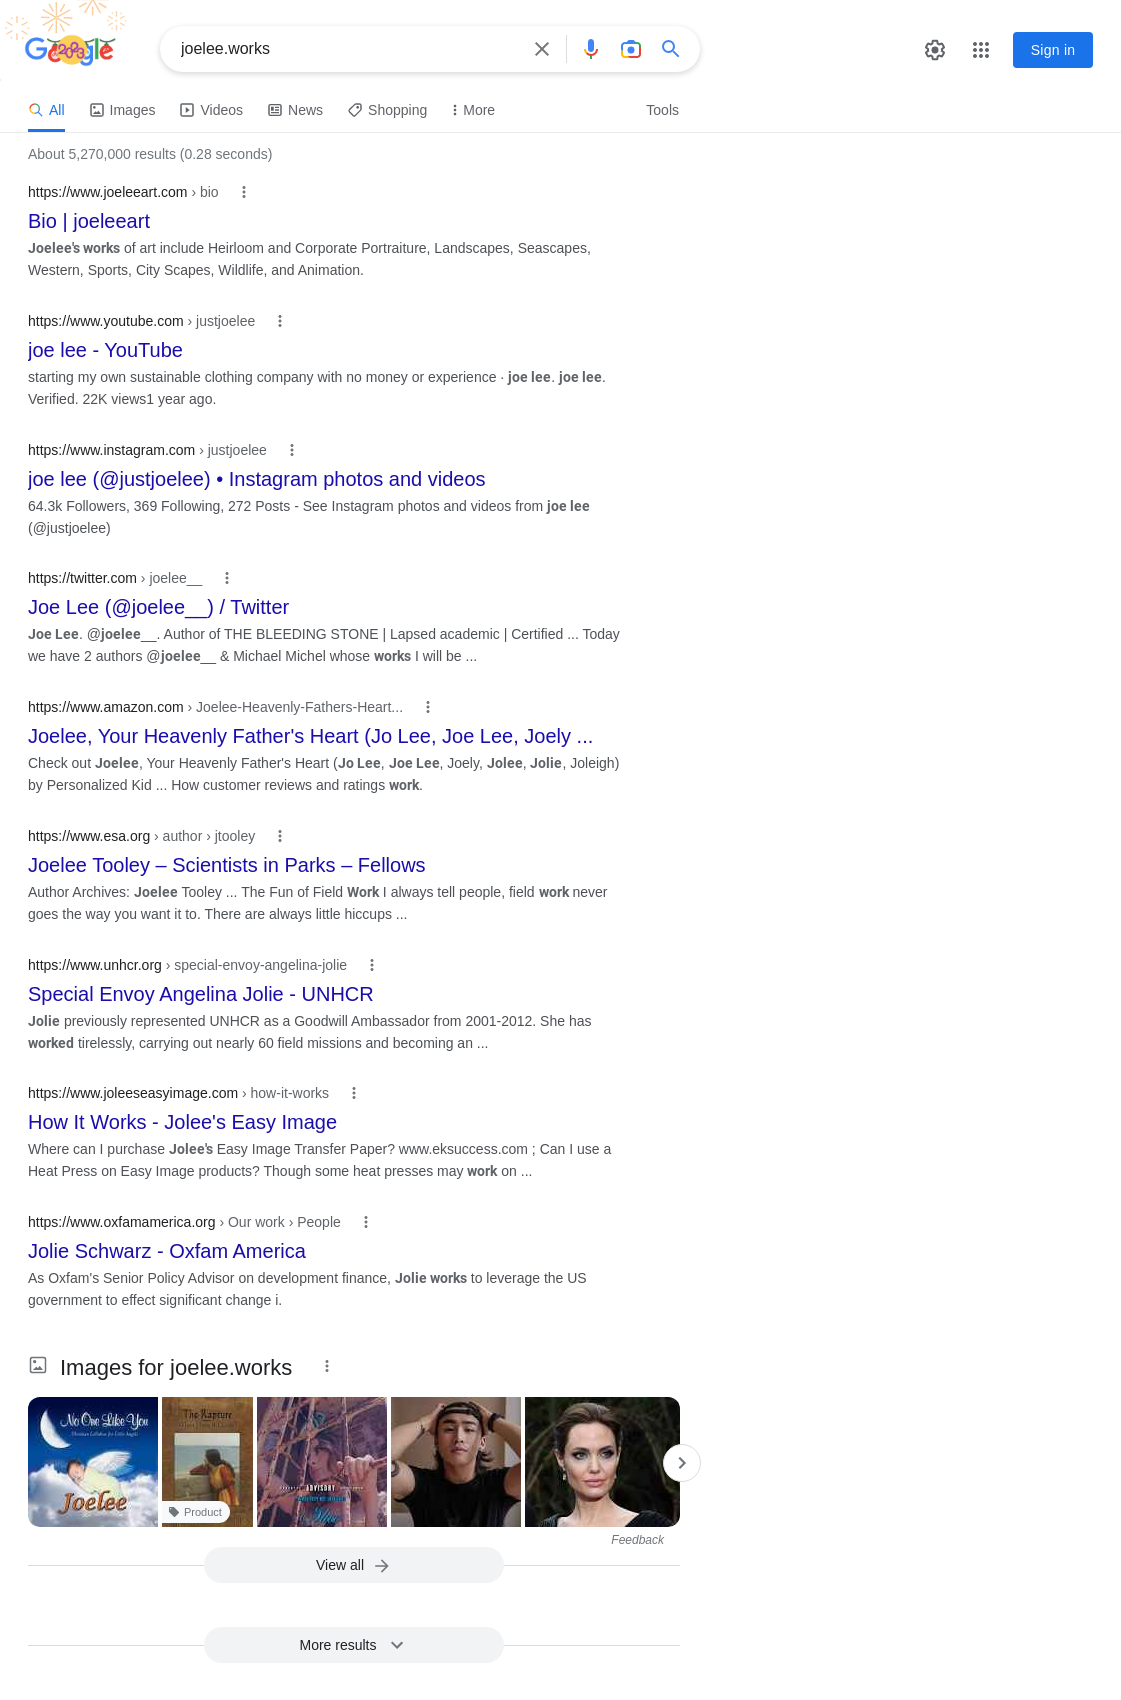 Google
joelee.works
Sign in
All
Images
Videos
News
Shopping
More
Tools
About 5,270,000 results (0.28 seconds)
https://www.joeleeart.com › bio
Bio | joeleeart
Joelee's works of art include Heirloom and Corporate Portraiture, Landscapes, Seascapes,
Western, Sports, City Scapes, Wildlife, and Animation.
https://www.youtube.com › justjoelee
joe lee - YouTube
starting my own sustainable clothing company with no money or experience · joe lee. joe lee.
Verified. 22K views1 year ago.
https://www.instagram.com › justjoelee
joe lee (@justjoelee) • Instagram photos and videos
64.3k Followers, 369 Following, 272 Posts - See Instagram photos and videos from joe lee
(@justjoelee)
https://twitter.com › joelee__
Joe Lee (@joelee__) / Twitter
Joe Lee. @joelee__. Author of THE BLEEDING STONE | Lapsed academic | Certified ... Today
we have 2 authors @joelee__ & Michael Michel whose works I will be ...
https://www.amazon.com › Joelee-Heavenly-Fathers-Heart...
Joelee, Your Heavenly Father's Heart (Jo Lee, Joe Lee, Joely ...
Check out Joelee, Your Heavenly Father's Heart (Jo Lee, Joe Lee, Joely, Jolee, Jolie, Joleigh)
by Personalized Kid ... How customer reviews and ratings work.
https://www.esa.org › author › jtooley
Joelee Tooley – Scientists in Parks – Fellows
Author Archives: Joelee Tooley ... The Fun of Field Work I always tell people, field work never
goes the way you want it to. There are always little hiccups ...
https://www.unhcr.org › special-envoy-angelina-jolie
Special Envoy Angelina Jolie - UNHCR
Jolie previously represented UNHCR as a Goodwill Ambassador from 2001-2012. She has
worked tirelessly, carrying out nearly 60 field missions and becoming an ...
https://www.joleeseasyimage.com › how-it-works
How It Works - Jolee's Easy Image
Where can I purchase Jolee's Easy Image Transfer Paper? www.eksuccess.com ; Can I use a
Heat Press on Easy Image products? Though some heat presses may work on ...
https://www.oxfamamerica.org › Our work › People
Jolie Schwarz - Oxfam America
As Oxfam's Senior Policy Advisor on development finance, Jolie works to leverage the US
government to effect significant change i.
Images for joelee.works
No One Like You
Joelee
The Rapture
Product
ADVISORY
Feedback
View all
More results